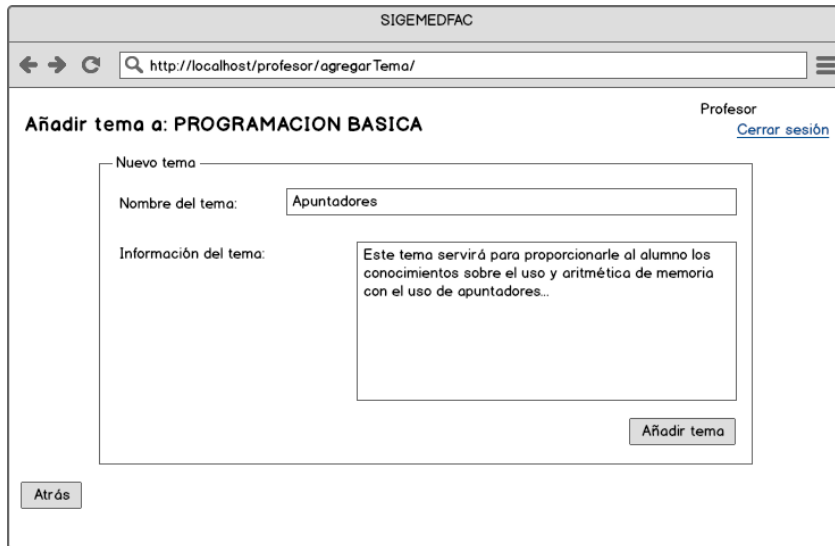 SIGEMEDFAC
http://localhost/profesor/agregarTema/
Profesor
Cerrar sesión
Añadir tema a: PROGRAMACION BASICA
Nuevo tema
Nombre del tema:
Apuntadores
Información del tema:
Este tema servirá para proporcionarle al alumno los
conocimientos sobre el uso y aritmética de memoria
con el uso de apuntadores...
Añadir tema
Atrás